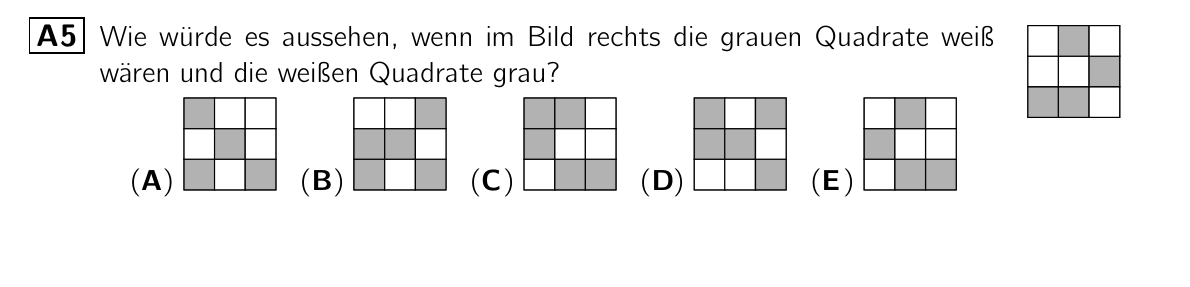 A5 Wie würde es aussehen, wenn im Bild rechts die grauen Quadrate weiß
wären und die weißen Quadrate grau?
(A) (B) (C) (D) (E)